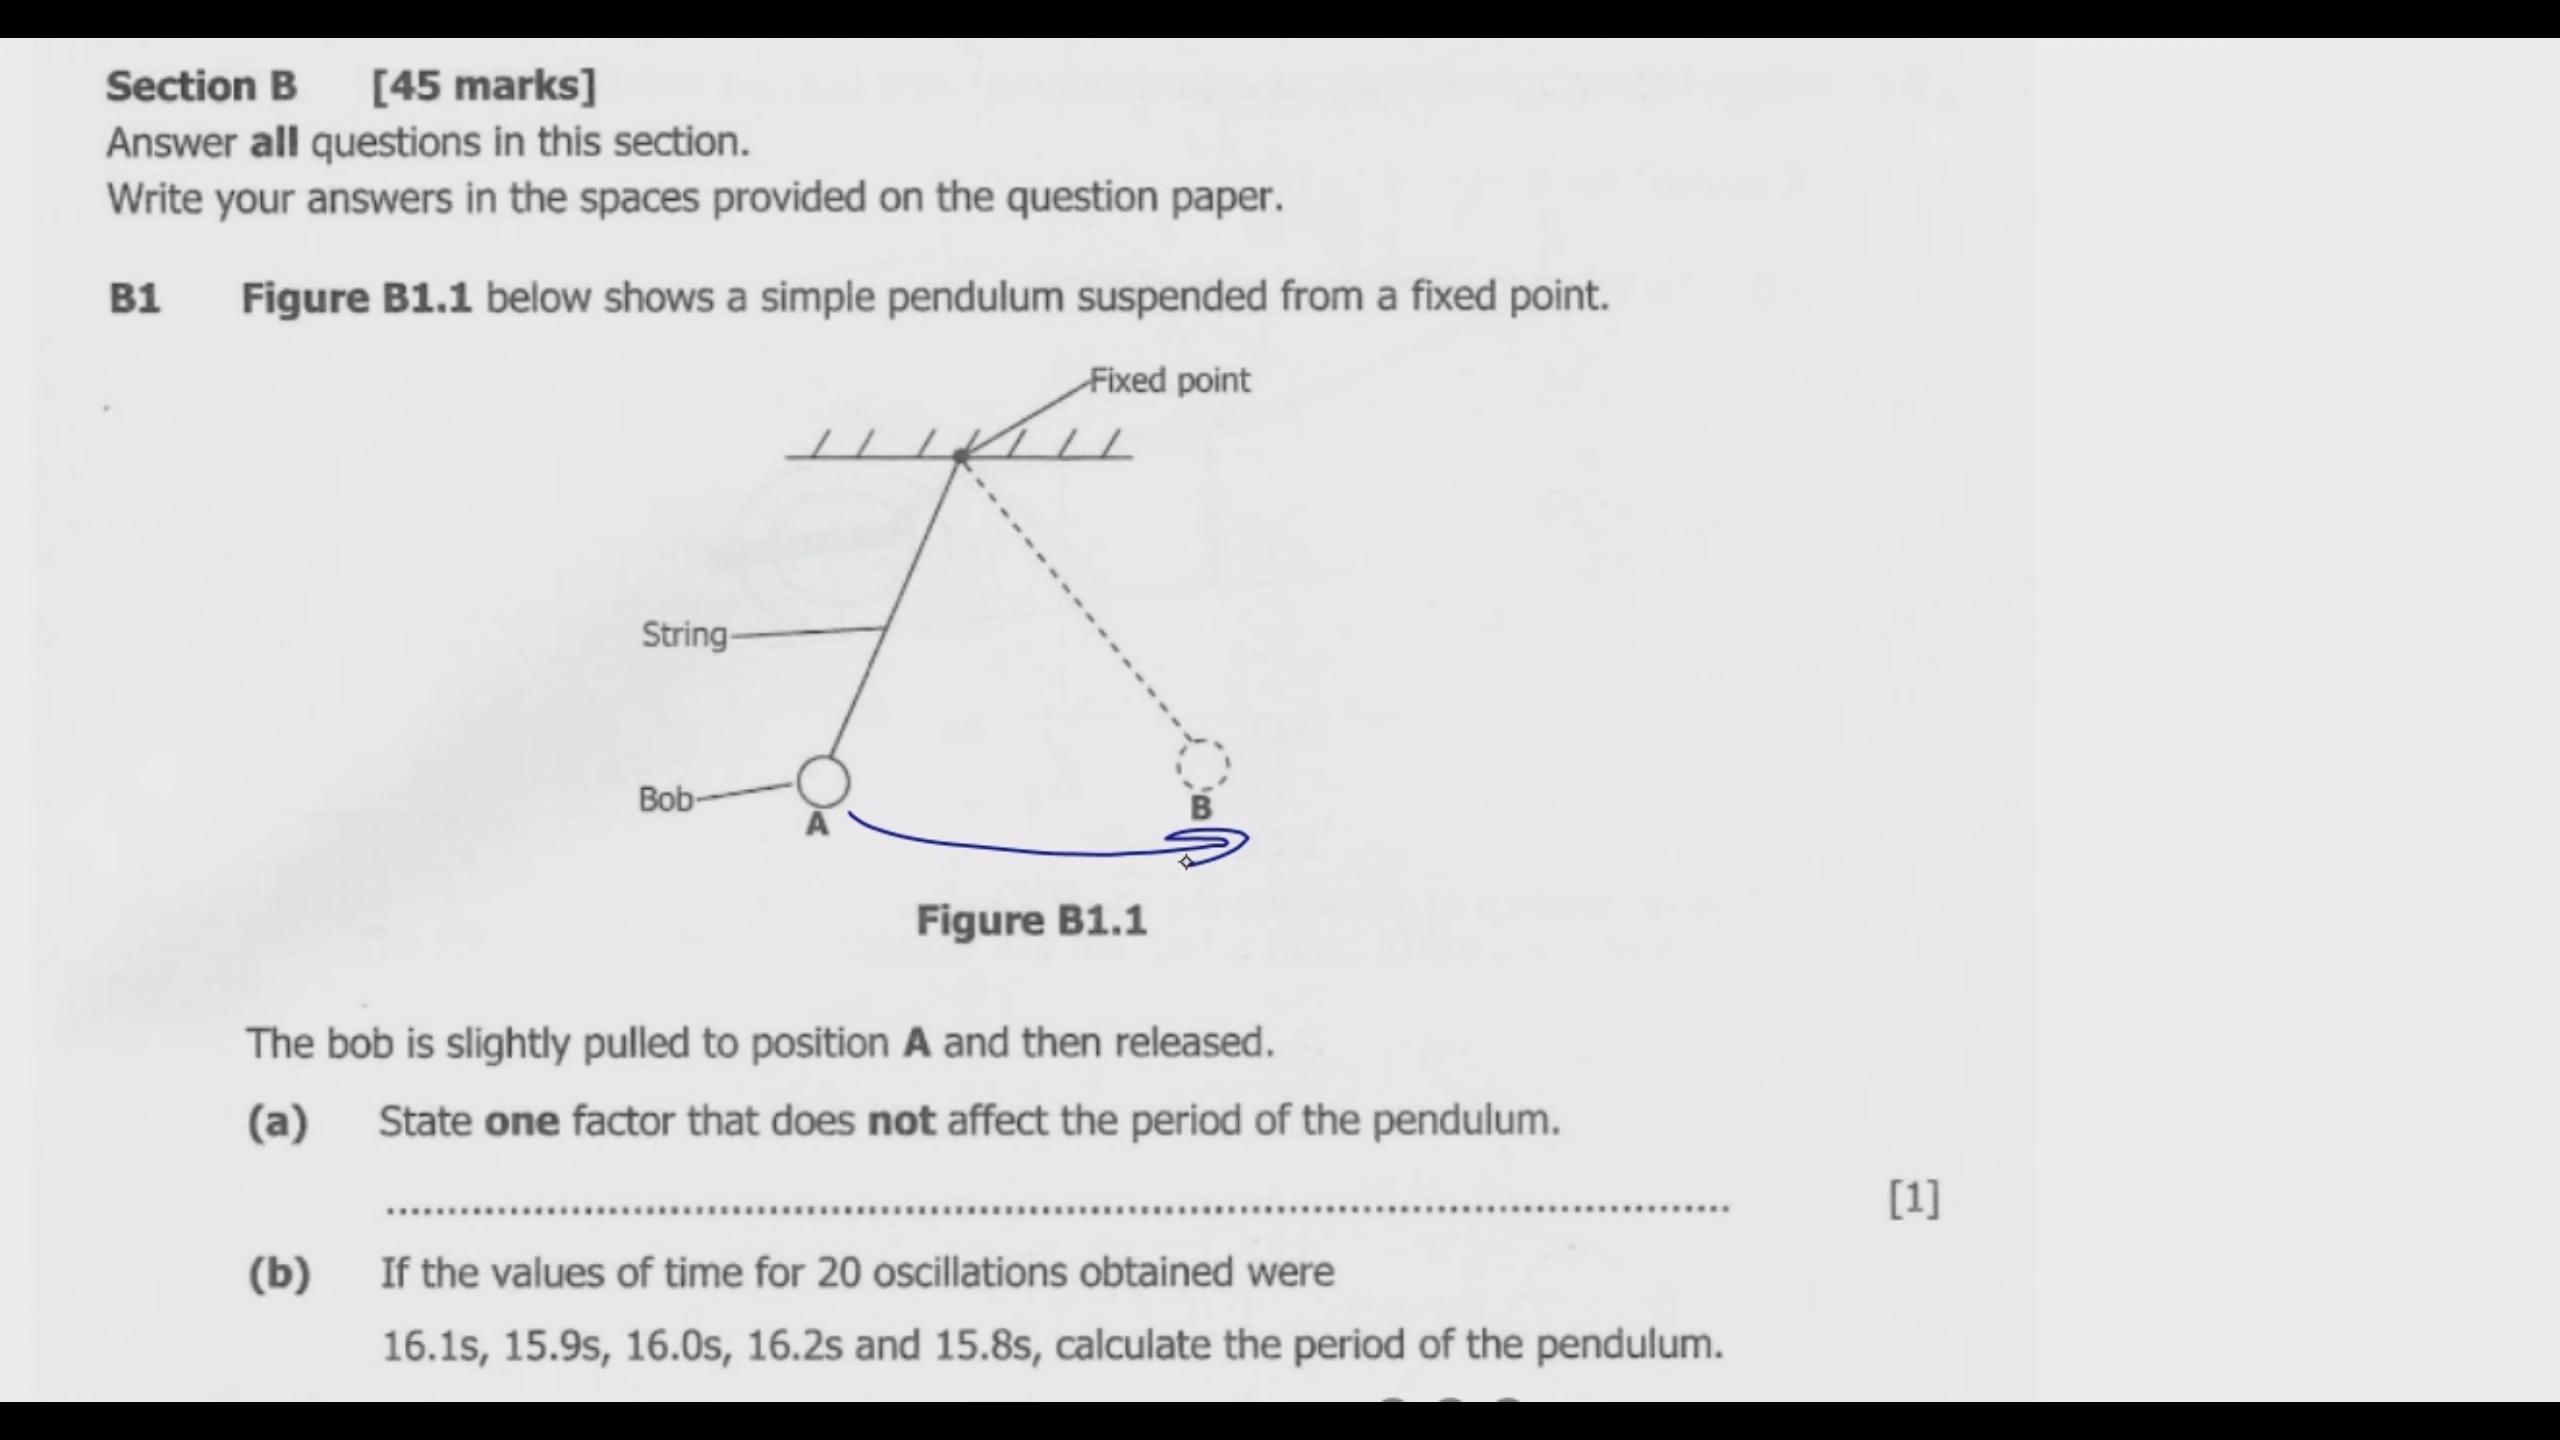 Section B [45 marks]
Answer all questions in this section.
Write your answers in the spaces provided on the question paper.
B1 Figure B1.1 below shows a simple pendulum suspended from a fixed point.
Fixed point
String
Bob
A
B
Figure B1.1
The bob is slightly pulled to position A and then released.
(a) State one factor that does not affect the period of the pendulum.
[1]
(b) If the values of time for 20 oscillations obtained were
16.1s, 15.9s, 16.0s, 16.2s and 15.8s, calculate the period of the pendulum.